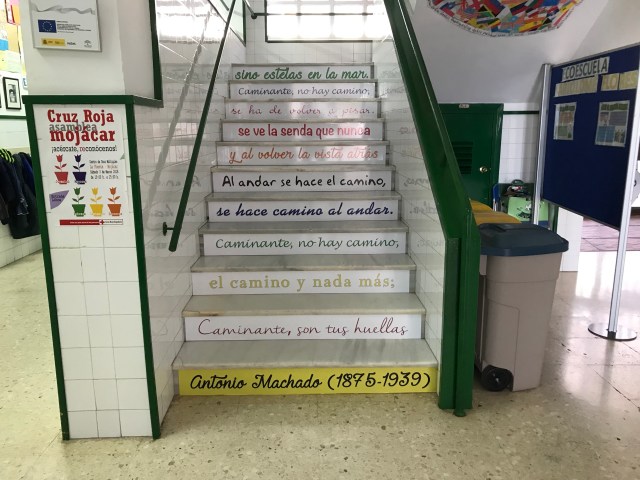 Cruz Roja
asamblea
mojácar
¡acércate, reconócenos!
sino estelas en la mar.
Caminante, no hay camino,
se ha de volver a pisar.
se ve la senda que nunca
y al volver la vista atrás
Al andar se hace el camino,
se hace camino al andar.
Caminante, no hay camino;
el camino y nada más;
Caminante, son tus huellas
Antonio Machado (1875-1939)
ECOESCUELA